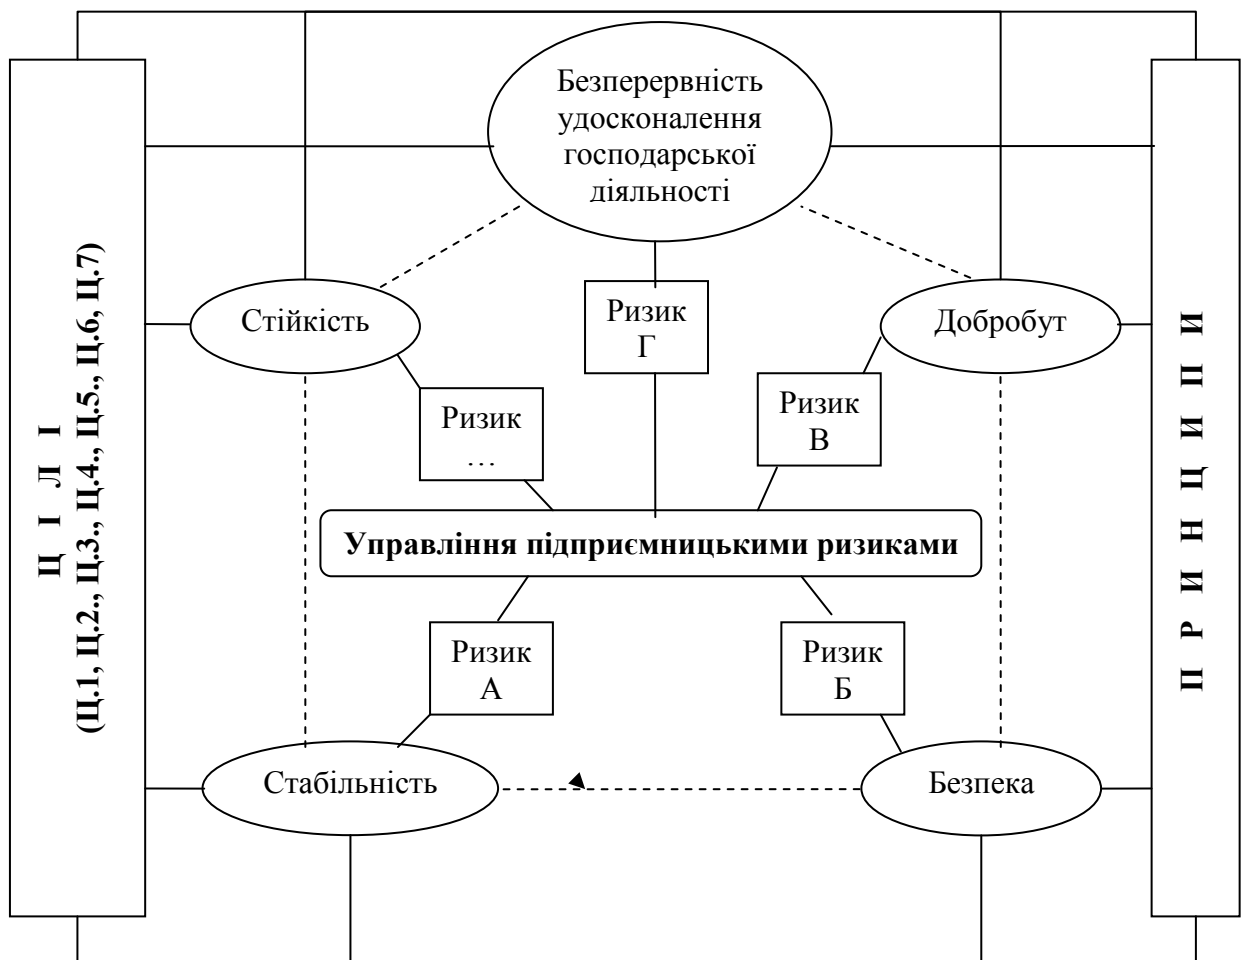 Безперервність
удосконалення
господарської
діяльності
Ц І Л І
(Ц.1, Ц.2., Ц.3., Ц.4., Ц.5., Ц.6, Ц.7)
Стійкість
Ризик
Г
Добробут
П Р И Н Ц И П И
Ризик
…
Ризик
В
Управління підприємницькими ризиками
Ризик
А
Ризик
Б
Стабільність
Безпека